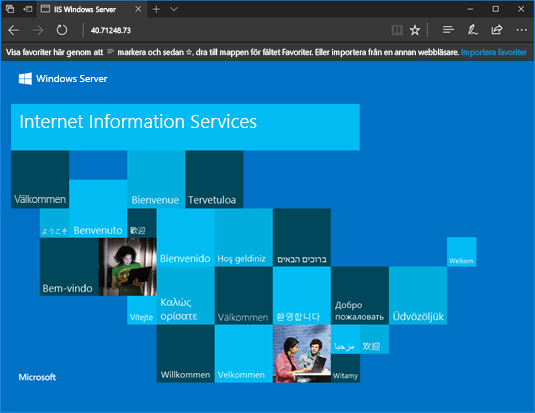 IIS Windows Server
40.71248.73
Visa favoriter här genom att markera och sedan ☆, dra till mappen för fältet Favoriter. Eller importera från en annan webbläsare. Importera favoriter
Windows Server
Internet Information Services
Välkommen
Bienvenue
Tervetuloa
ようこそ
Benvenuto
歡迎
Bienvenido
Hoş geldiniz
ברוכים הבאים
Welkom
Bem-vindo
Vítejte
Καλώς
ορίσατε
Välkommen
환영합니다
Добро
пожаловать
Üdvözöljük
مرحبا
欢迎
Willkommen
Velkommen
Witamy
Microsoft